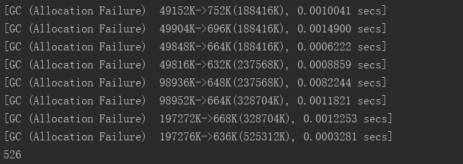 [GC (Allocation Failure)  49152K->752K(188416K), 0.0010041 secs]
[GC (Allocation Failure)  49904K->696K(188416K), 0.0014900 secs]
[GC (Allocation Failure)  49848K->664K(188416K), 0.0006222 secs]
[GC (Allocation Failure)  49816K->632K(237568K), 0.0008859 secs]
[GC (Allocation Failure)  98936K->648K(237568K), 0.0082244 secs]
[GC (Allocation Failure)  98952K->664K(328704K), 0.0011821 secs]
[GC (Allocation Failure)  197272K->668K(328704K), 0.0012253 secs]
[GC (Allocation Failure)  197276K->636K(525312K), 0.0003281 secs]
526